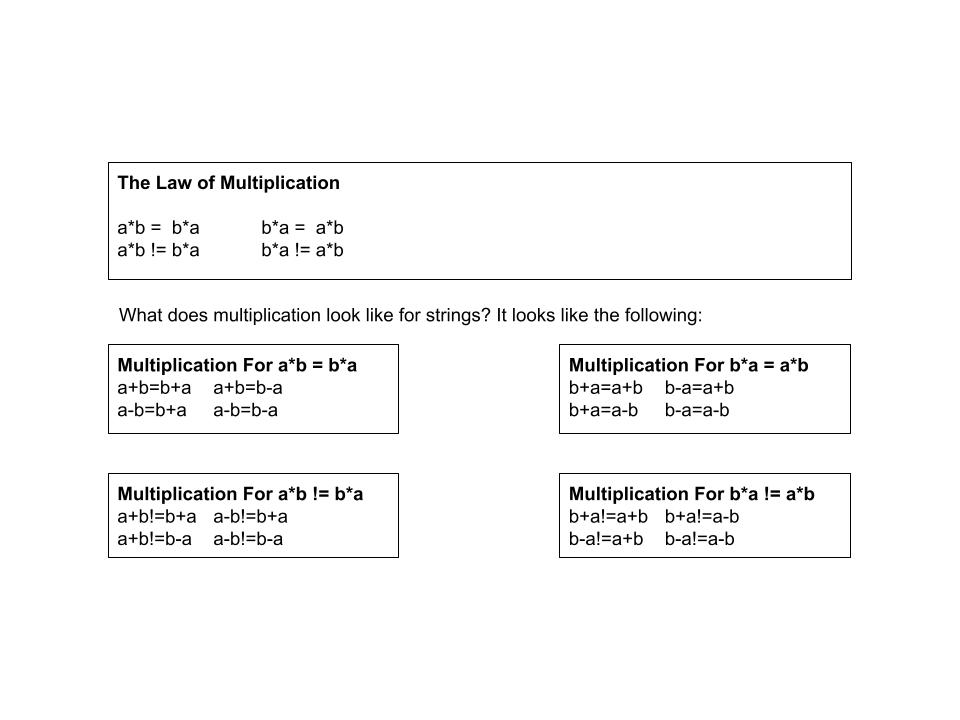 The Law of Multiplication
a*b =  b*a b*a =  a*b
a*b != b*a b*a != a*b
What does multiplication look like for strings? It looks like the following:
Multiplication For a*b = b*a
a+b=b+a a+b=b-a
a-b=b+a a-b=b-a
Multiplication For b*a = a*b
b+a=a+b b-a=a+b
b+a=a-b b-a=a-b
Multiplication For a*b != b*a
a+b!=b+a a-b!=b+a
a+b!=b-a a-b!=b-a
Multiplication For b*a != a*b
b+a!=a+b b+a!=a-b
b-a!=a+b b-a!=a-b